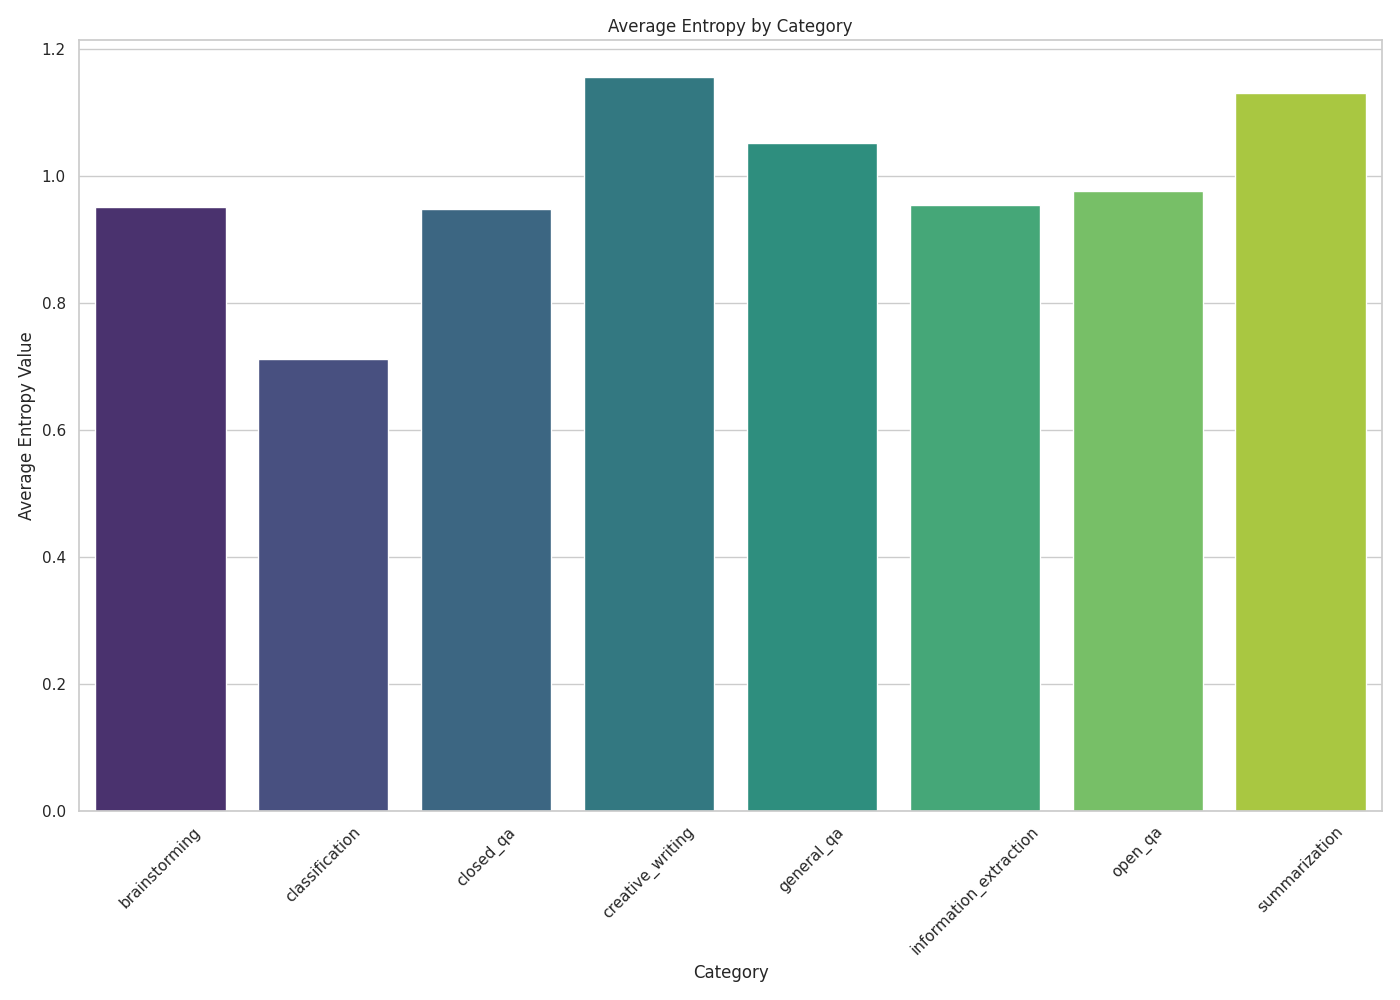 Average Entropy by Category
Average Entropy Value
1.2
1.0
0.8
0.6
0.4
0.2
0.0
brainstorming
classification
closed_qa
creative_writing
general_qa
information_extraction
open_qa
summarization
Category